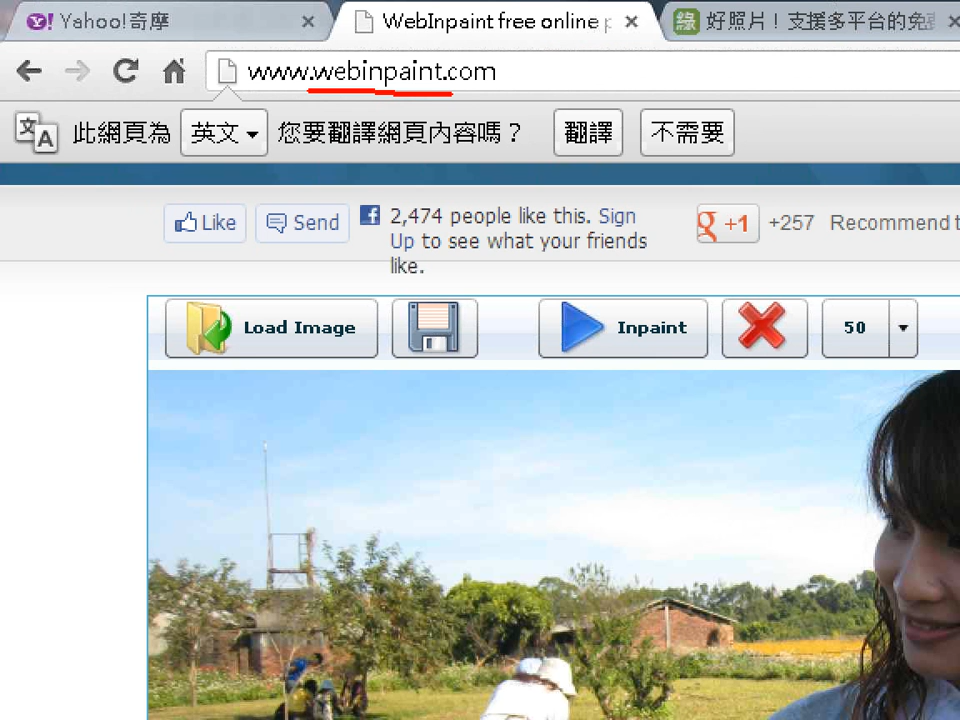 Yahoo!奇摩
WebInpaint free online p
好照片！支援多平台的免
www.webinpaint.com
此網頁為 英文 您要翻譯網頁內容嗎？ 翻譯 不需要
Like Send 2,474 people like this. Sign Up to see what your friends like.
+1 +257 Recommend t
Load Image Inpaint 50